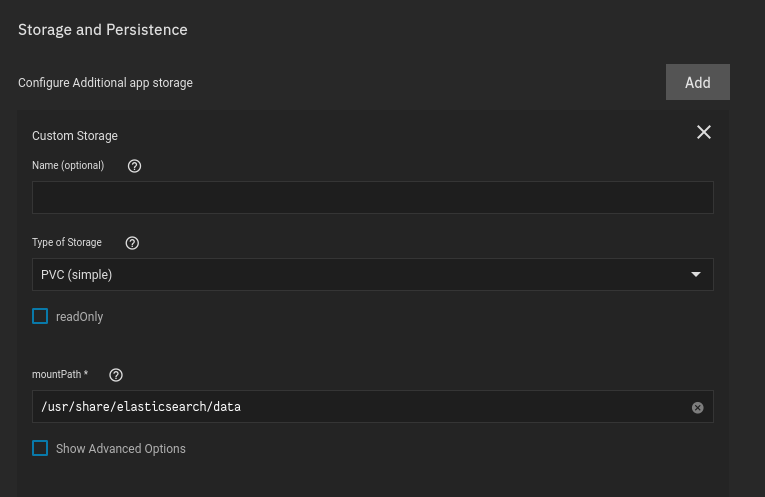 Storage and Persistence
Configure Additional app storage
Add
Custom Storage
Name (optional)
Type of Storage
PVC (simple)
readOnly
mountPath *
/usr/share/elasticsearch/data
Show Advanced Options